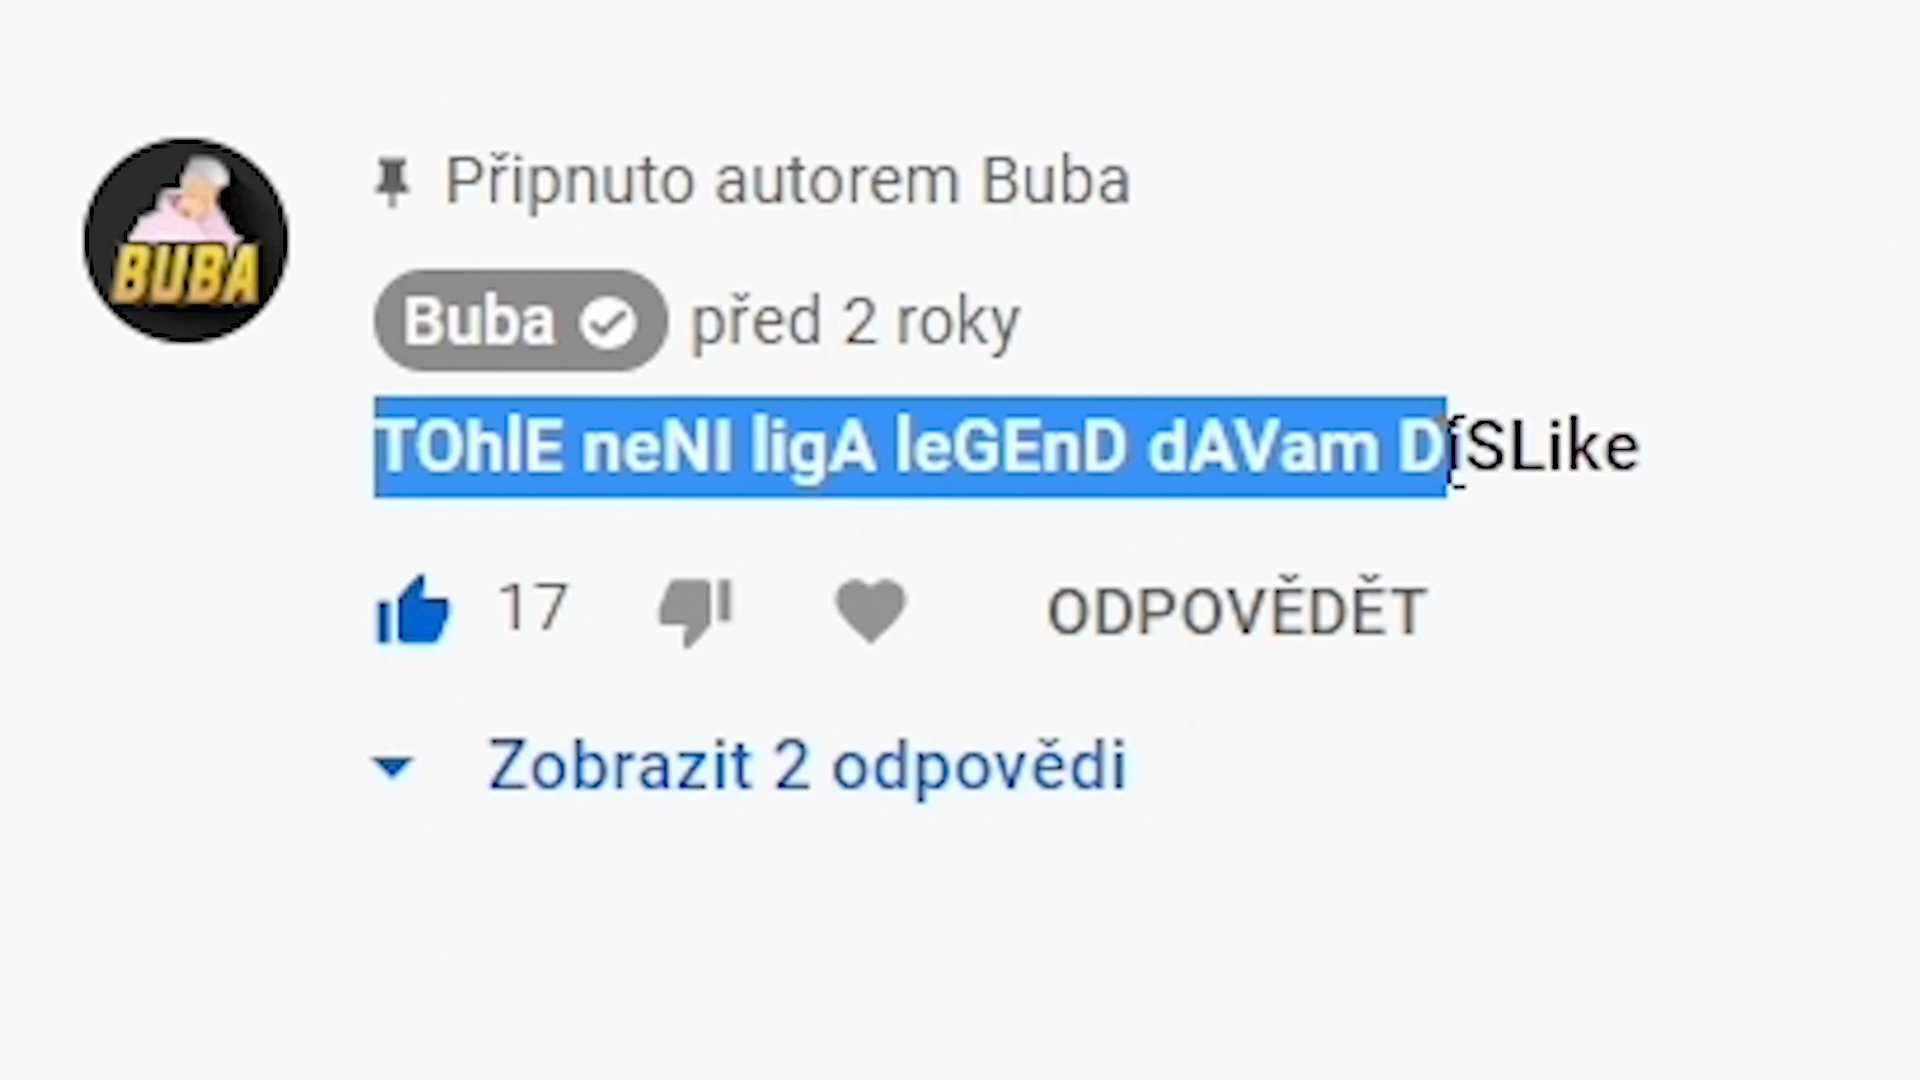 BUBA
Připnuto autorem Buba
Buba před 2 roky
TOhlE neNI ligA leGEnD dAVam DiSLike
17 ODPOVĚDĚT
Zobrazit 2 odpovědi